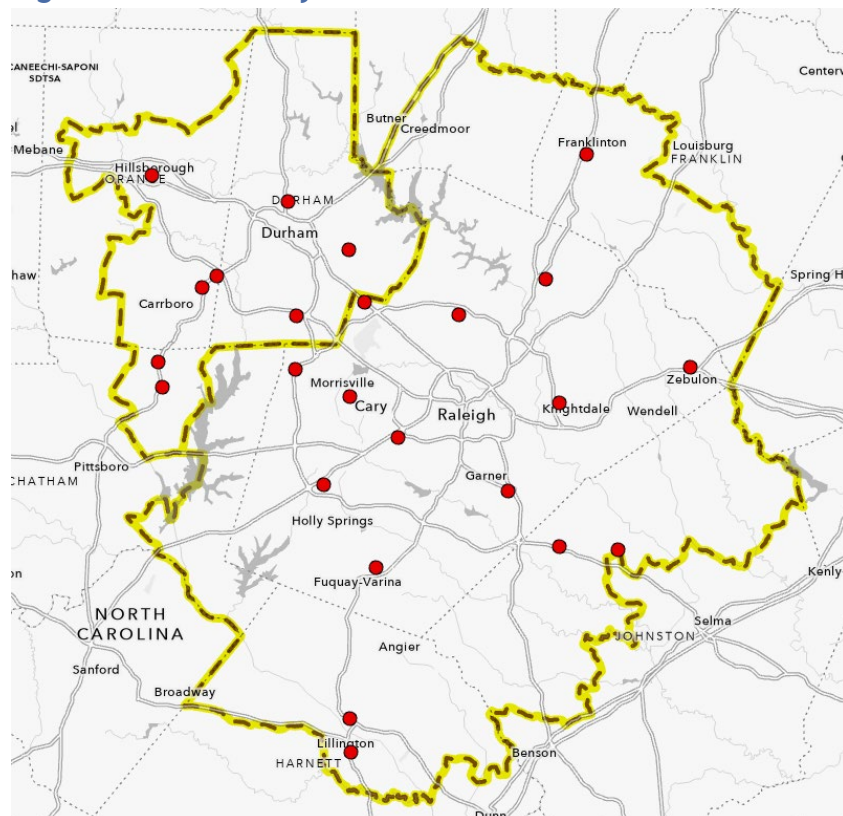 CANEECHI-SAPONI
SDTSA
Centerv
Butner
Creedmoor
Mebane
Franklinton
Louisburg
FRANKLIN
Hillsborough
ORANGE
DURHAM
Durham
haw
Spring H
Carrboro
Morrisville
Cary
Zebulon
Raleigh
Knightdale
Wendell
Pittsboro
CHATHAM
Garner
Holly Springs
Fuquay-Varina
Kenly
NORTH
CAROLINA
Selma
JOHNSTON
Angier
Sanford
Broadway
Lillington
HARNETT
Benson
Dunn